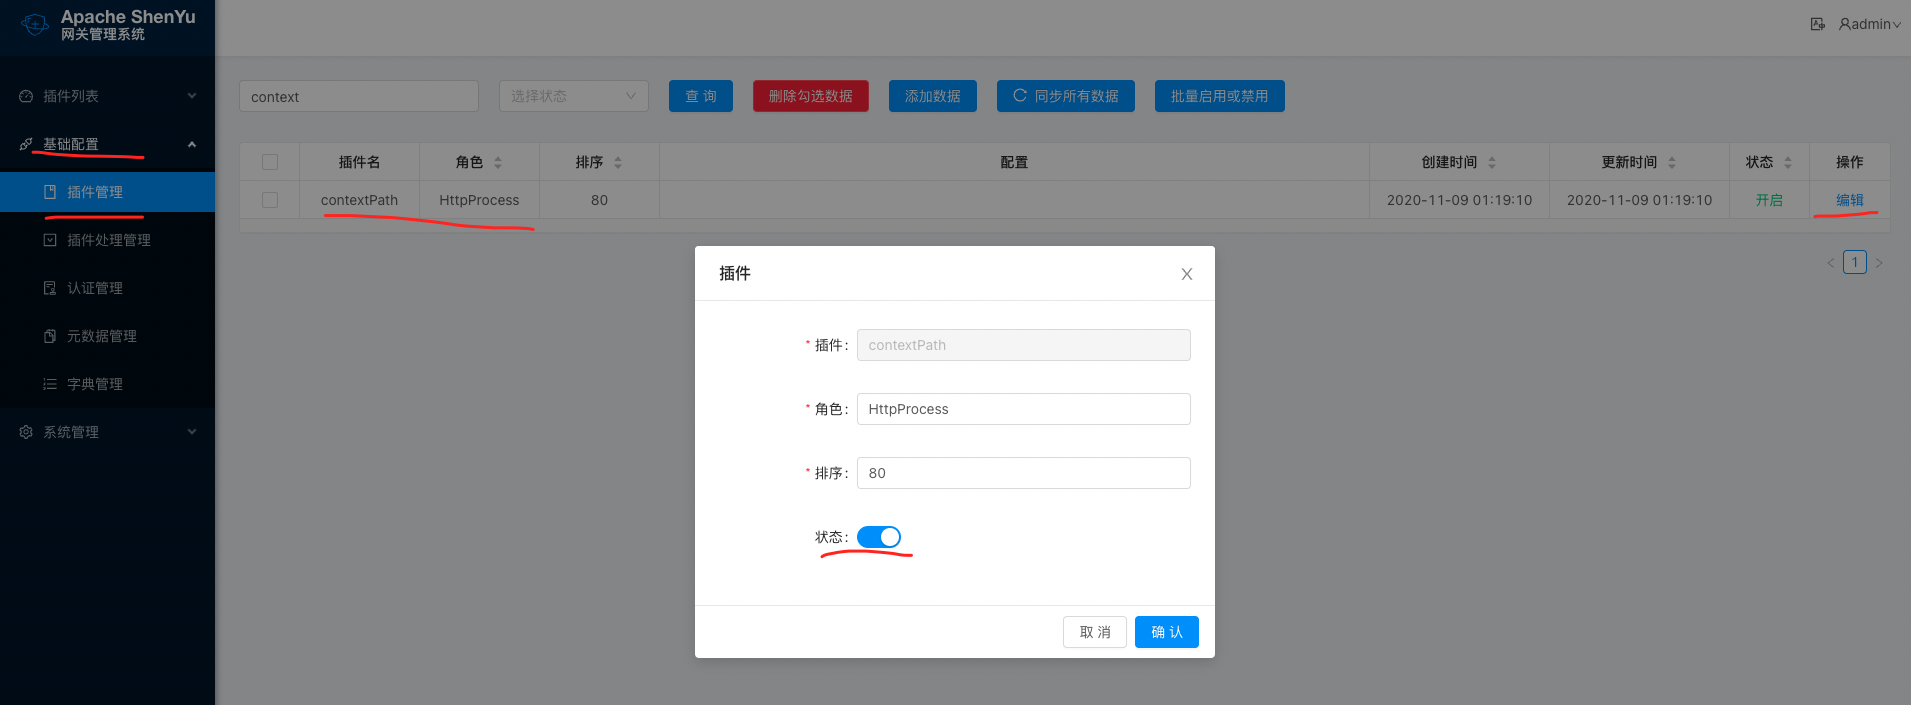 Apache ShenYu
网关管理系统
admin
插件列表
基础配置
插件管理
插件处理管理
认证管理
元数据管理
字典管理
系统管理
context
选择状态
查 询
删除勾选数据
添加数据
同步所有数据
批量启用或禁用
插件名 角色 排序 配置 创建时间 更新时间 状态 操作
contextPath HttpProcess 80 2020-11-09 01:19:10 2020-11-09 01:19:10 开启 编辑
1
插件
* 插件: contextPath
* 角色: HttpProcess
* 排序: 80
状态:
取 消
确 认